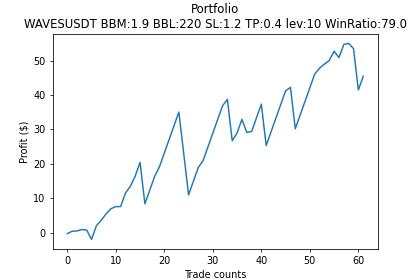 Portfolio
WAVESUSDT BBM:1.9 BBL:220 SL:1.2 TP:0.4 lev:10 WinRatio:79.0
50
40
30
20
10
0
Profit ($)
0 10 20 30 40 50 60
Trade counts